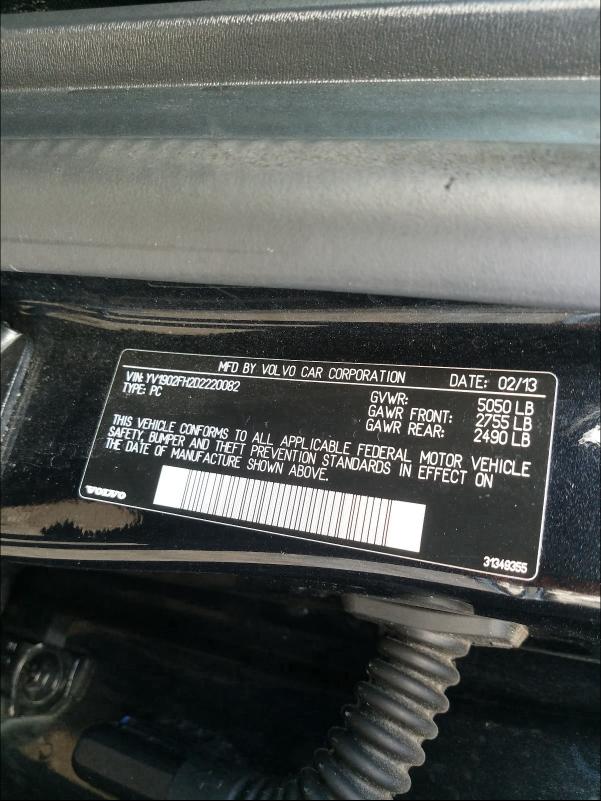 MFD BY VOLVO CAR CORPORATION DATE: 02/13
VIN: YV1902FH2D2220082
TYPE: PC
GVWR: 5050 LB
GAWR FRONT: 2755 LB
GAWR REAR: 2490 LB
THIS VEHICLE CONFORMS TO ALL APPLICABLE FEDERAL MOTOR VEHICLE
SAFETY, BUMPER AND THEFT PREVENTION STANDARDS IN EFFECT ON
THE DATE OF MANUFACTURE SHOWN ABOVE.
VOLVO
31349355